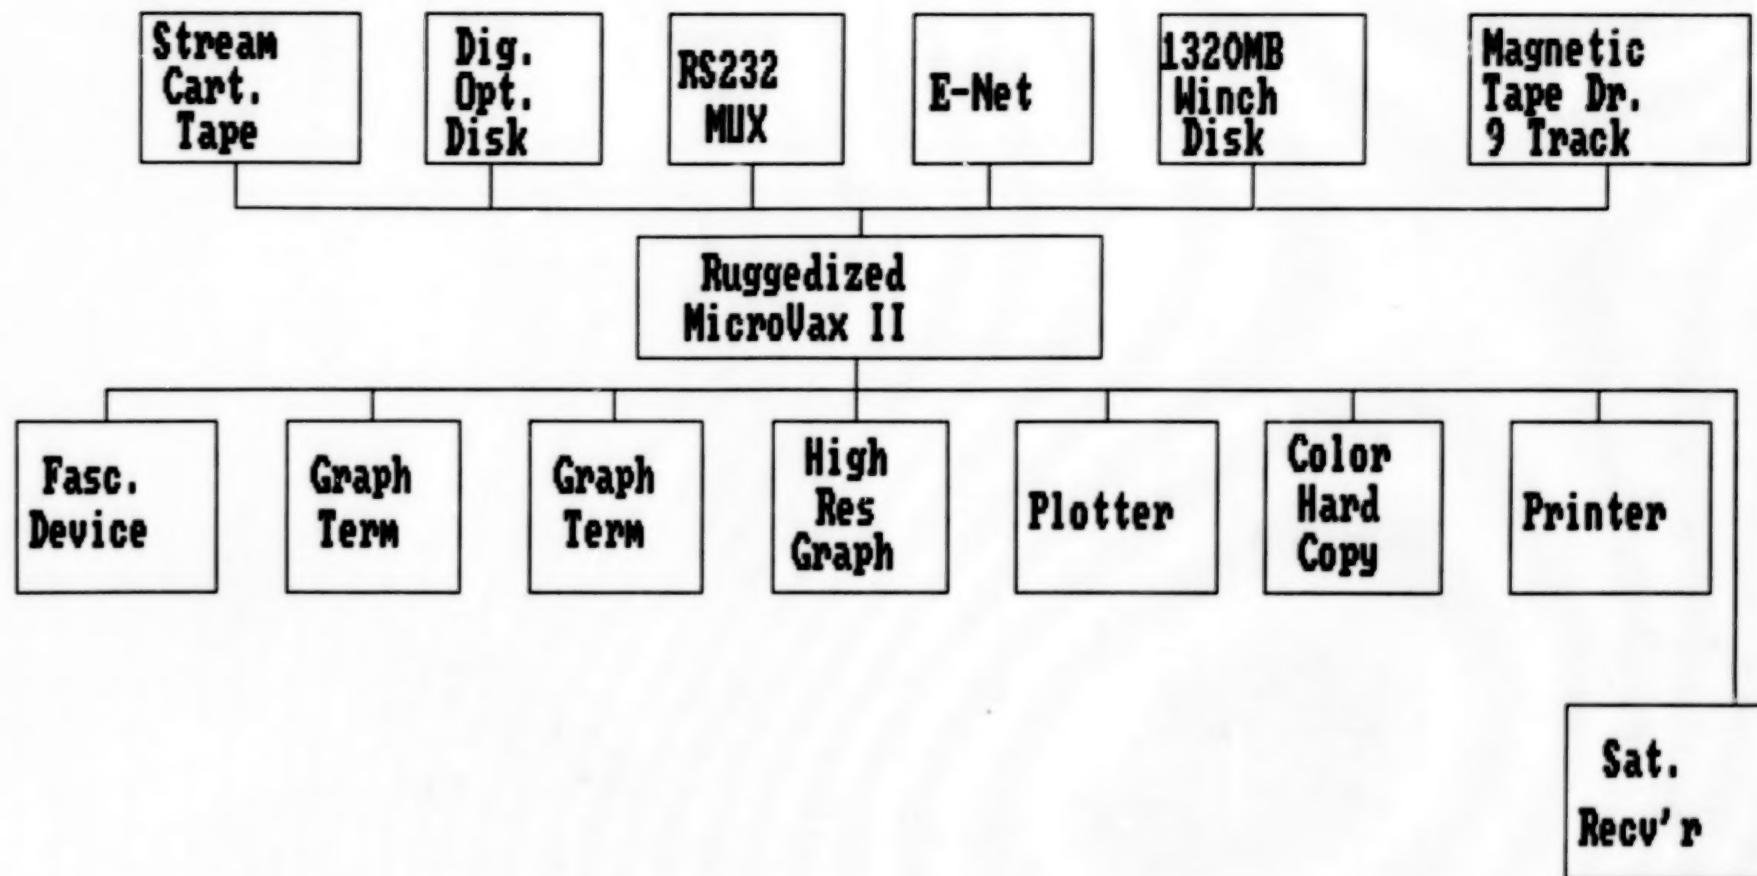 Stream
Cart.
Tape
Dig.
Opt.
Disk
RS232
MUX
E-Net
1320MB
Winch
Disk
Magnetic
Tape Dr.
9 Track
Ruggedized
MicroVax II
Fasc.
Device
Graph
Term
Graph
Term
High
Res
Graph
Plotter
Color
Hard
Copy
Printer
Sat.
Recv'r